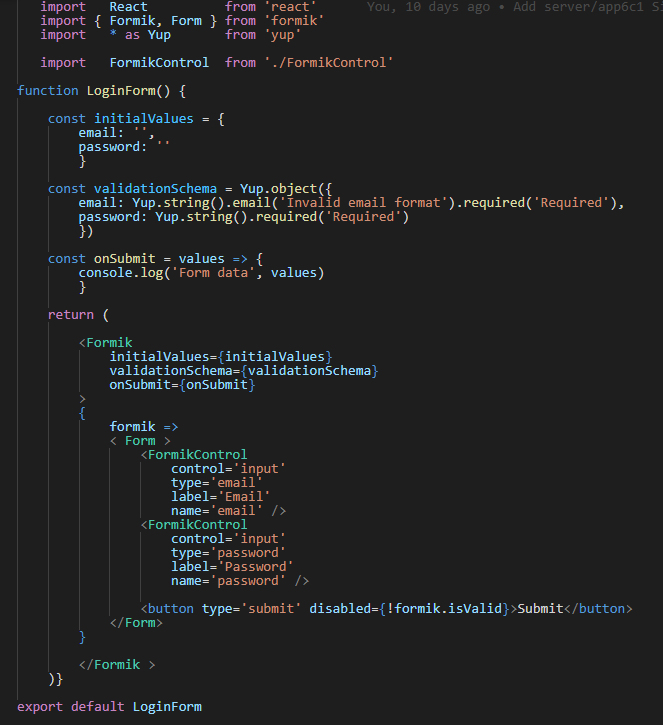 import   React          from 'react'     You, 10 days ago • Add server/app6c1 Si
import { Formik, Form } from 'formik'
import   * as Yup       from 'yup'
import   FormikControl  from './FormikControl'
function LoginForm() {
    const initialValues = {
        email: '',
        password: ''
        }
    const validationSchema = Yup.object({
        email: Yup.string().email('Invalid email format').required('Required'),
        password: Yup.string().required('Required')
        })
    const onSubmit = values => {
        console.log('Form data', values)
        }
    return (
        <Formik
            initialValues={initialValues}
            validationSchema={validationSchema}
            onSubmit={onSubmit}
        >
        {
            formik =>
            < Form >
                <FormikControl
                    control='input'
                    type='email'
                    label='Email'
                    name='email' />
                <FormikControl
                    control='input'
                    type='password'
                    label='Password'
                    name='password' />
                <button type='submit' disabled={!formik.isValid}>Submit</button>
            </Form>
        }
        </Formik >
    )}
export default LoginForm